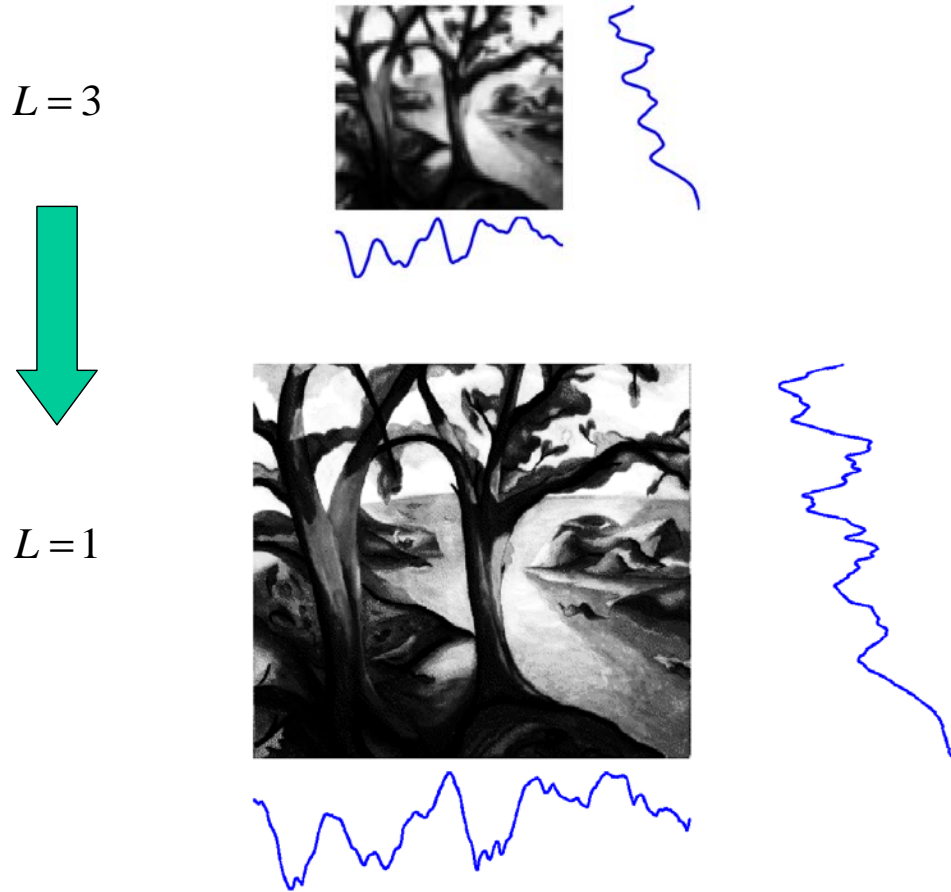 L = 3
L = 1